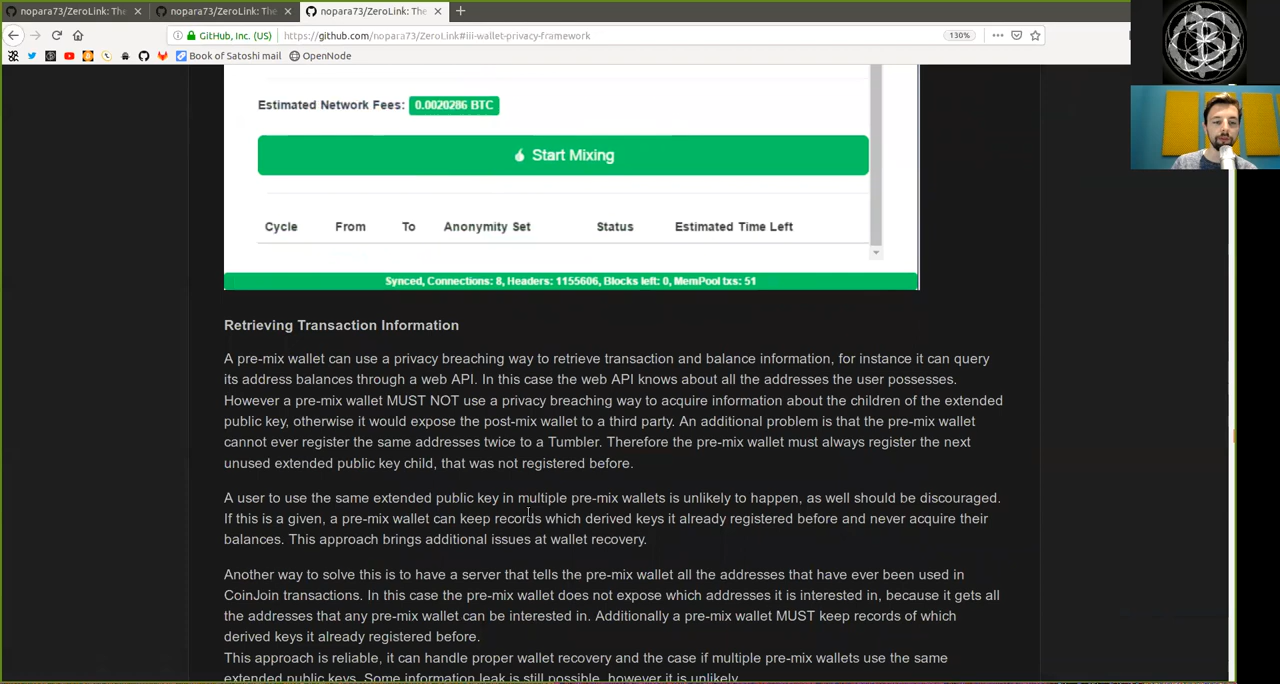 nopara73/ZeroLink: The
nopara73/ZeroLink: The
nopara73/ZeroLink: The
GitHub, Inc. (US)
https://github.com/nopara73/ZeroLink#iii-wallet-privacy-framework
130%
Book of Satoshi mail
OpenNode
Estimated Network Fees: 0.0020286 BTC
Start Mixing
Cycle From To Anonymity Set Status Estimated Time Left
Synced, Connections: 8, Headers: 1155606, Blocks left: 0, MemPool txs: 51
Retrieving Transaction Information
A pre-mix wallet can use a privacy breaching way to retrieve transaction and balance information, for instance it can query
its address balances through a web API. In this case the web API knows about all the addresses the user possesses.
However a pre-mix wallet MUST NOT use a privacy breaching way to acquire information about the children of the extended
public key, otherwise it would expose the post-mix wallet to a third party. An additional problem is that the pre-mix wallet
cannot ever register the same addresses twice to a Tumbler. Therefore the pre-mix wallet must always register the next
unused extended public key child, that was not registered before.
A user to use the same extended public key in multiple pre-mix wallets is unlikely to happen, as well should be discouraged.
If this is a given, a pre-mix wallet can keep records which derived keys it already registered before and never acquire their
balances. This approach brings additional issues at wallet recovery.
Another way to solve this is to have a server that tells the pre-mix wallet all the addresses that have ever been used in
CoinJoin transactions. In this case the pre-mix wallet does not expose which addresses it is interested in, because it gets all
the addresses that any pre-mix wallet can be interested in. Additionally a pre-mix wallet MUST keep records of which
derived keys it already registered before.
This approach is reliable, it can handle proper wallet recovery and the case if multiple pre-mix wallets use the same
extended public keys. Some information leak is still possible, however it is unlikely.